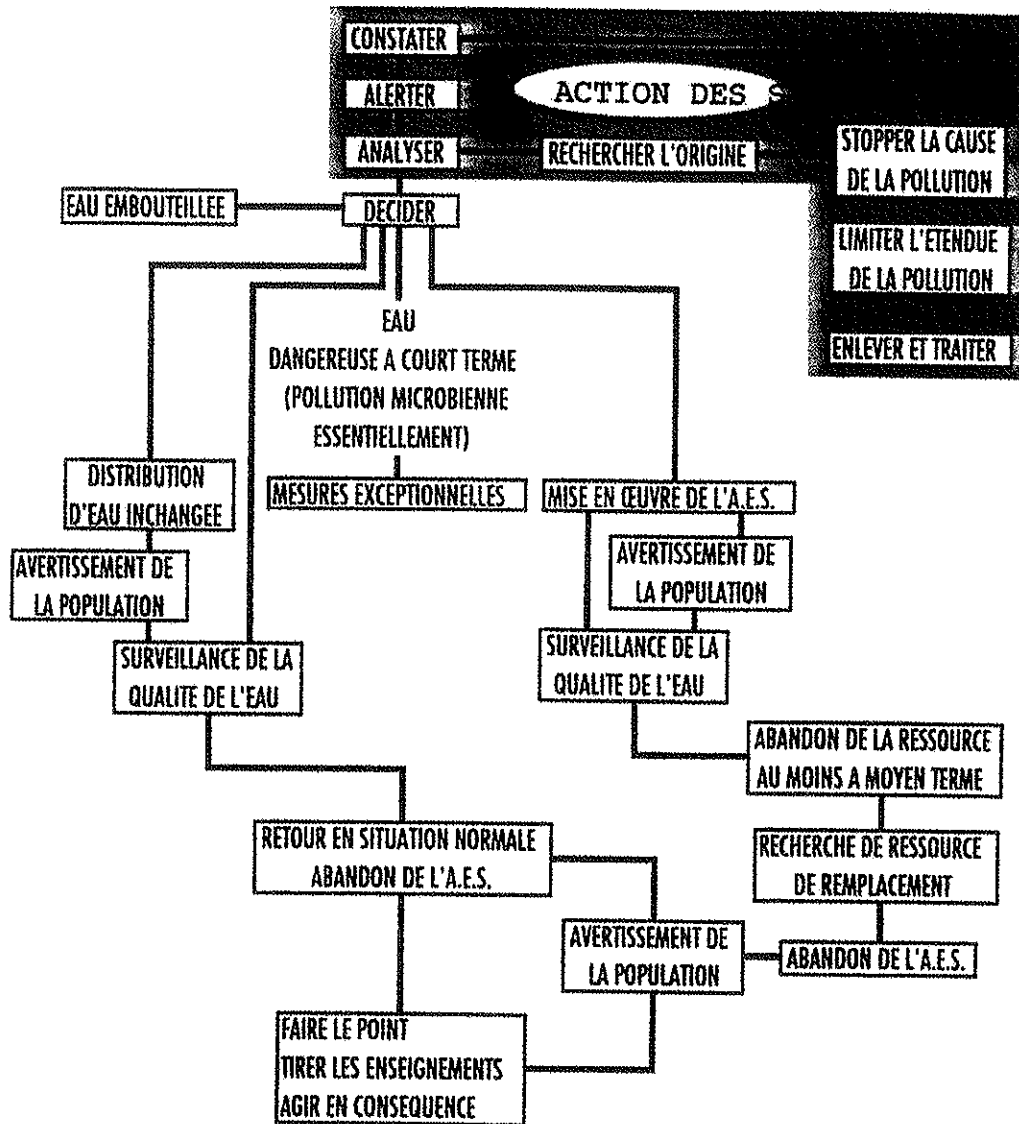 CONSTATER
ACTION DES S
ALERTER
ANALYSER
RECHERCHER L'ORIGINE
STOPPER LA CAUSE
DE LA POLLUTION
EAU EMBOUTEILLEE
DECIDER
LIMITER L'ETENDUE
DE LA POLLUTION
ENLEVER ET TRAITER
EAU
DANGEREUSE A COURT TERME
(POLLUTION MICROBIENNE
ESSENTIELLEMENT)
DISTRIBUTION
D'EAU INCHANGEE
MESURES EXCEPTIONNELLES
MISE EN ŒUVRE DE L'A.E.S.
AVERTISSEMENT DE
LA POPULATION
AVERTISSEMENT DE
LA POPULATION
SURVEILLANCE DE LA
QUALITE DE L'EAU
SURVEILLANCE DE LA
QUALITE DE L'EAU
ABANDON DE LA RESSOURCE
AU MOINS A MOYEN TERME
RETOUR EN SITUATION NORMALE
ABANDON DE L'A.E.S.
RECHERCHE DE RESSOURCE
DE REMPLACEMENT
AVERTISSEMENT DE
LA POPULATION
ABANDON DE L'A.E.S.
FAIRE LE POINT
TIRER LES ENSEIGNEMENTS
AGIR EN CONSEQUENCE